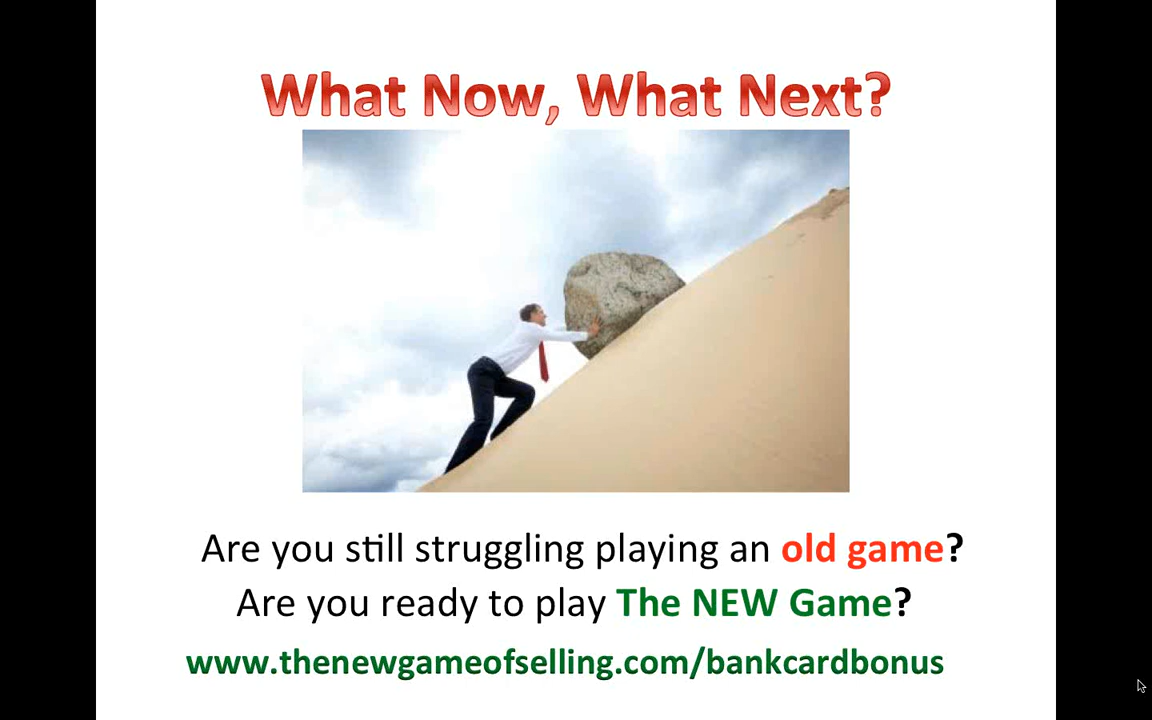 What Now, What Next?
Are you still struggling playing an old game?
Are you ready to play The NEW Game?
www.thenewgameofselling.com/bankcardbonus